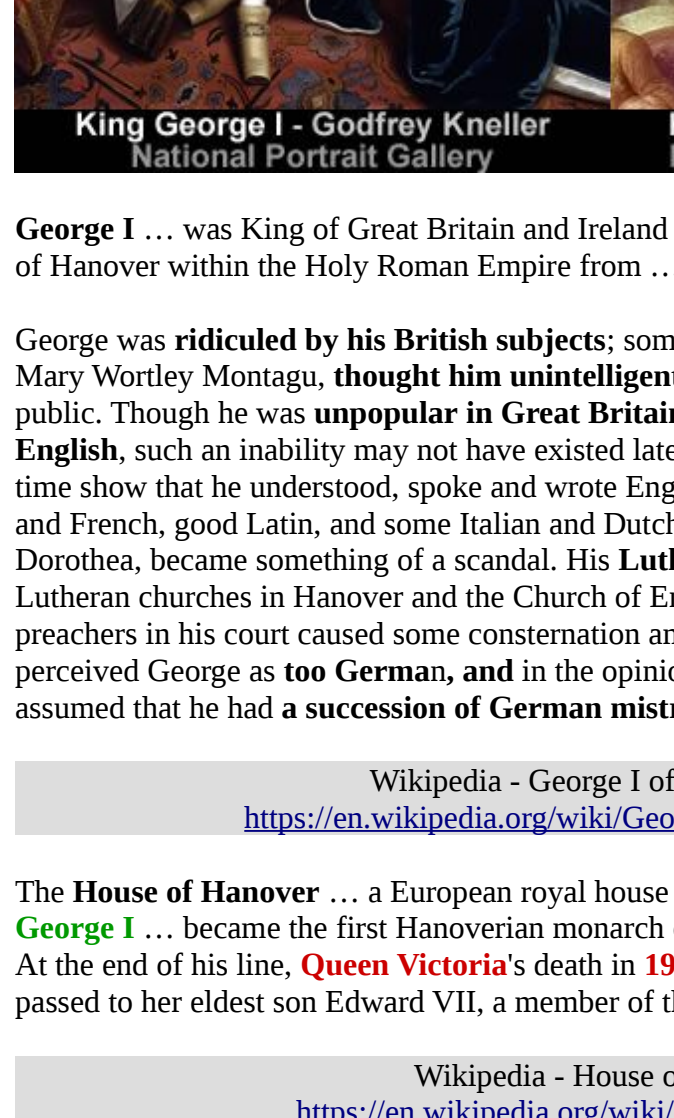 King George I - Godfrey Kneller
National Portrait Gallery
George I … was King of Great Britain and Ireland
of Hanover within the Holy Roman Empire from …
George was ridiculed by his British subjects; som
Mary Wortley Montagu, thought him unintelligent
public. Though he was unpopular in Great Britain
English, such an inability may not have existed late
time show that he understood, spoke and wrote Eng
and French, good Latin, and some Italian and Dutch
Dorothea, became something of a scandal. His Luth
Lutheran churches in Hanover and the Church of En
preachers in his court caused some consternation an
perceived George as too German, and in the opinio
assumed that he had a succession of German mistr
Wikipedia - George I of
https://en.wikipedia.org/wiki/Geo
The House of Hanover … a European royal house
George I … became the first Hanoverian monarch
At the end of his line, Queen Victoria's death in 19
passed to her eldest son Edward VII, a member of th
Wikipedia - House o
https://en.wikipedia.org/wiki/